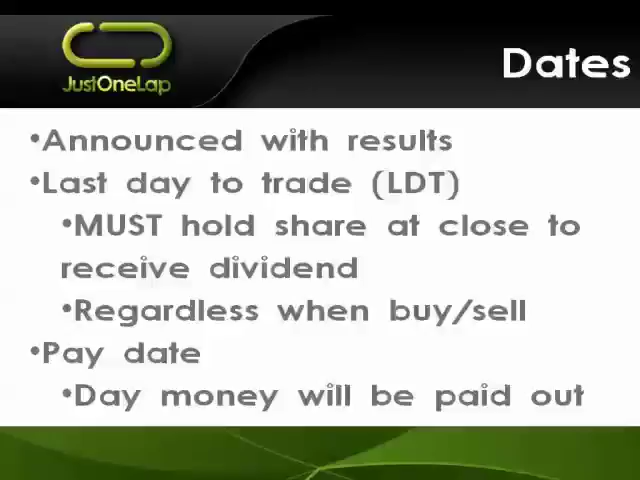 JustOneLap
Dates
•Announced with results
•Last day to trade (LDT)
•MUST hold share at close to
receive dividend
•Regardless when buy/sell
•Pay date
•Day money will be paid out